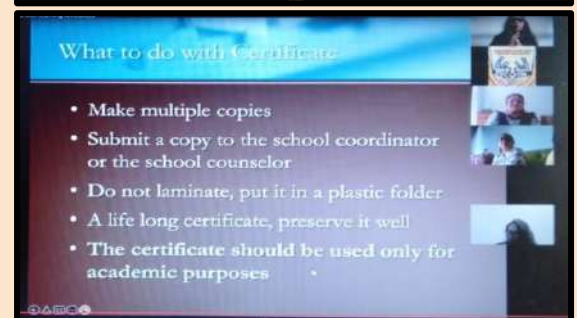 What to do with Certificate
• Make multiple copies
• Submit a copy to the school coordinator
or the school counselor
• Do not laminate, put it in a plastic folder
• A life long certificate, preserve it well
• The certificate should be used only for
academic purposes